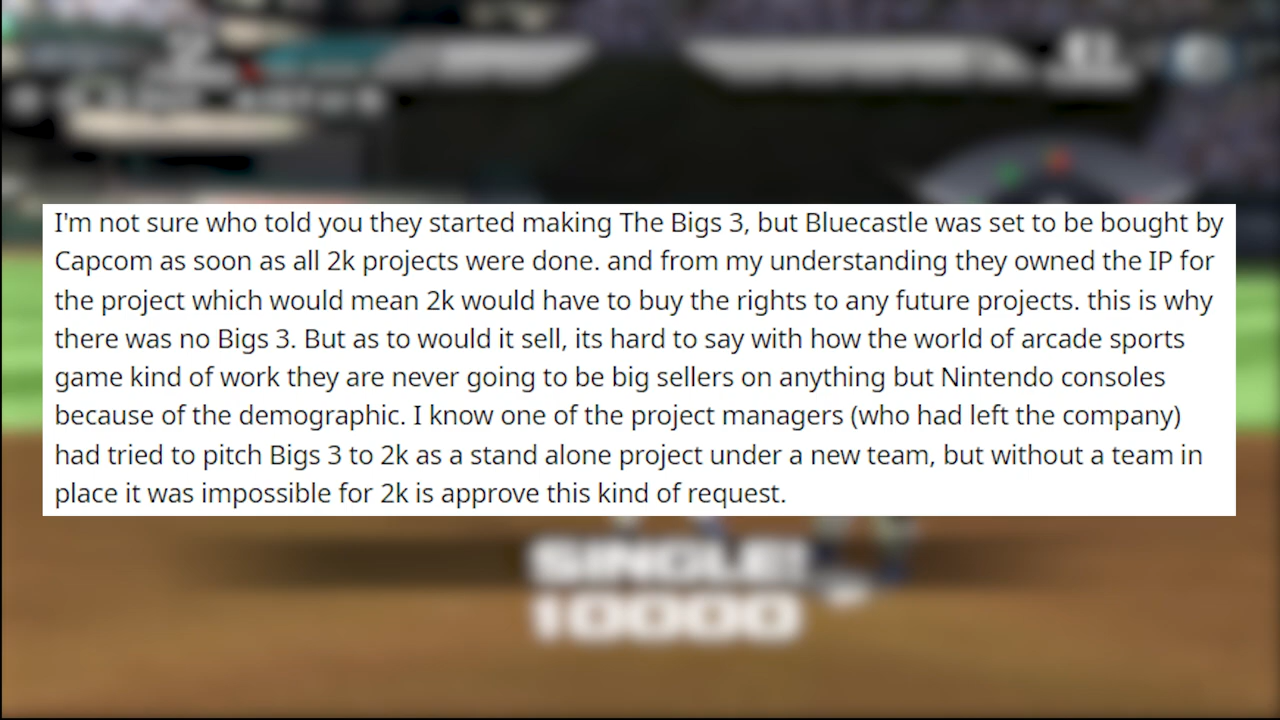 I'm not sure who told you they started making The Bigs 3, but Bluecastle was set to be bought by
Capcom as soon as all 2k projects were done. and from my understanding they owned the IP for
the project which would mean 2k would have to buy the rights to any future projects. this is why
there was no Bigs 3. But as to would it sell, its hard to say with how the world of arcade sports
game kind of work they are never going to be big sellers on anything but Nintendo consoles
because of the demographic. I know one of the project managers (who had left the company)
had tried to pitch Bigs 3 to 2k as a stand alone project under a new team, but without a team in
place it was impossible for 2k is approve this kind of request.
SINGLE!
10000